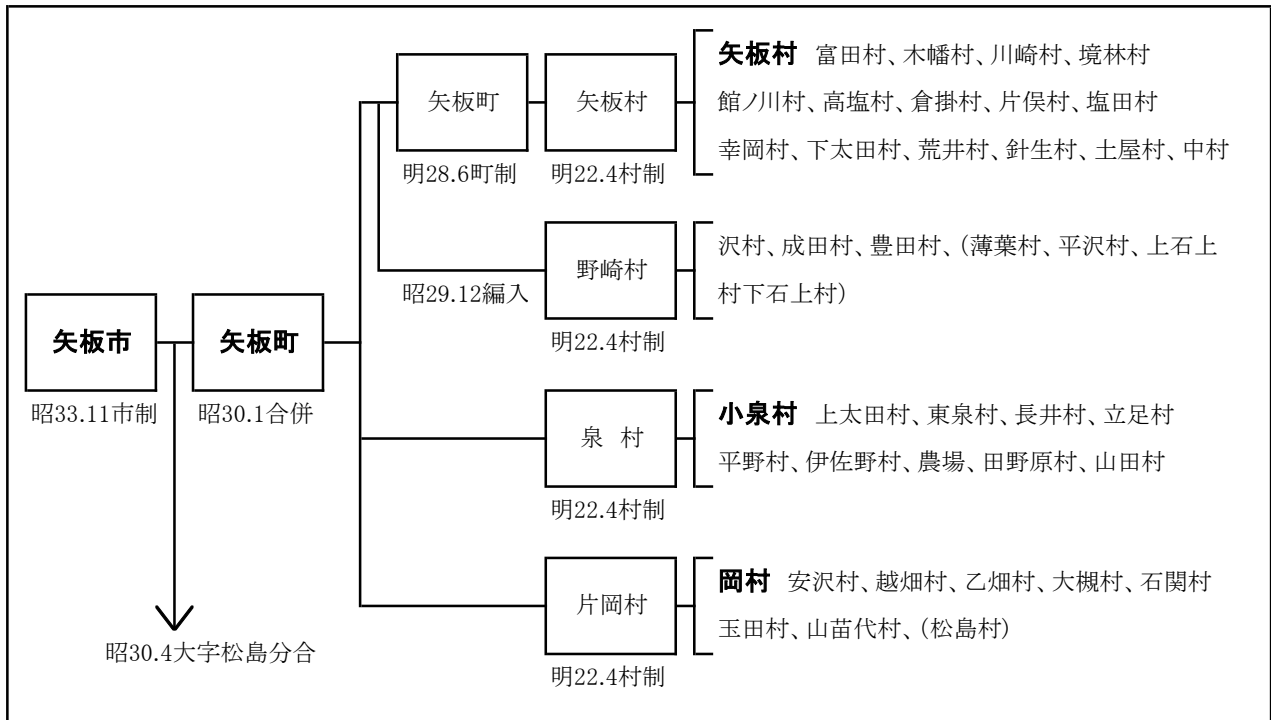 矢板市
昭33.11市制
昭30.4大字松島分合
矢板町
昭30.1合併
矢板町
明28.6町制
矢板村
明22.4村制
矢板村 富田村、木幡村、川崎村、境林村
館ノ川村、高塩村、倉掛村、片俣村、塩田村
幸岡村、下太田村、荒井村、針生村、土屋村、中村
昭29.12編入
野崎村
明22.4村制
沢村、成田村、豊田村、(薄葉村、平沢村、上石上
村下石上村)
泉 村
明22.4村制
小泉村 上太田村、東泉村、長井村、立足村
平野村、伊佐野村、農場、田野原村、山田村
片岡村
明22.4村制
岡村 安沢村、越畑村、乙畑村、大槻村、石関村
玉田村、山苗代村、(松島村)